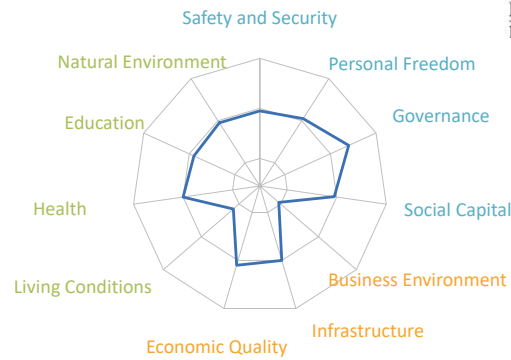 Safety and Security
Personal Freedom
Governance
Social Capital
Business Environment
Infrastructure
Economic Quality
Living Conditions
Health
Education
Natural Environment